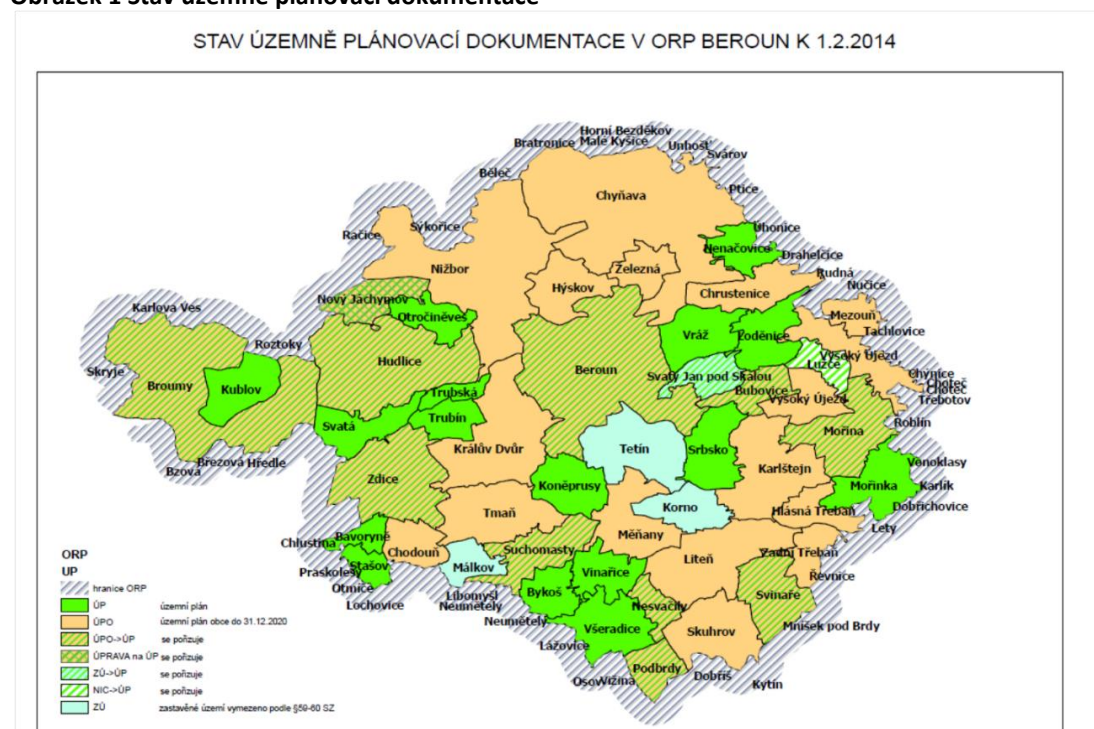 Obrázek 1 Stav územně plánovací dokumentace
STAV ÚZEMNĚ PLÁNOVACÍ DOKUMENTACE V ORP BEROUN K 1.2.2014
Horní Bezděkov
Bratronice Malé Kyšice
Unhošť
Svárov
Běleč
Ptice
Chyňava
Sýkořice
Račice
Úhonice
Nenačovice
Drahelčice
Železná
Nižbor
Rudná
Hýskov
Nučice
Chrustenice
Nový Jáchymov
Karlova Ves
Otročiněves
Mezouň
Tachlovice
Vráž
Loděnice
Roztoky
Vysoký Újezd
Hudlice
Lužce
Skryje
Beroun
Svatý Jan pod Skalou
Chýnice
Broumy
Kublov
Choteč
Choteč
Bubovice
Trubská
Vysoký Újezd
Třebotov
Trubín
Roblín
Svatá
Mořina
Králův Dvůr
Tetín
Srbsko
Březová Hředle
Bzová
Karlštejn
Vonoklasy
Zdice
Koněprusy
Mořinka
Karlík
Korno
Dobřichovice
Tmaň
Hlásná Třebaň
Lety
Měňany
Bavoryně
Chlustina
Chodouň
Suchomasty
Liteň
Zadní Třebaň
Málkov
Stašov
Praskolesy
Vinařice
Řevnice
Otmíče
Lochovice
Libomyšl
Neumětely
Bykoš
Svinaře
Nesvačily
Neumětely
Všeradice
Skuhrov
Mníšek pod Brdy
Lážovice
Podbrdy
Dobříš
Osov
Vižina
Kytín
ORP
UP
hranice ORP
ÚP územní plán
ÚPO územní plán obce do 31.12.2020
ÚPO->ÚP se pořizuje
ÚPRAVA na ÚP se pořizuje
ZÚ->ÚP se pořizuje
NIC->ÚP se pořizuje
ZÚ zastavěné území vymezeno podle §59-60 SZ